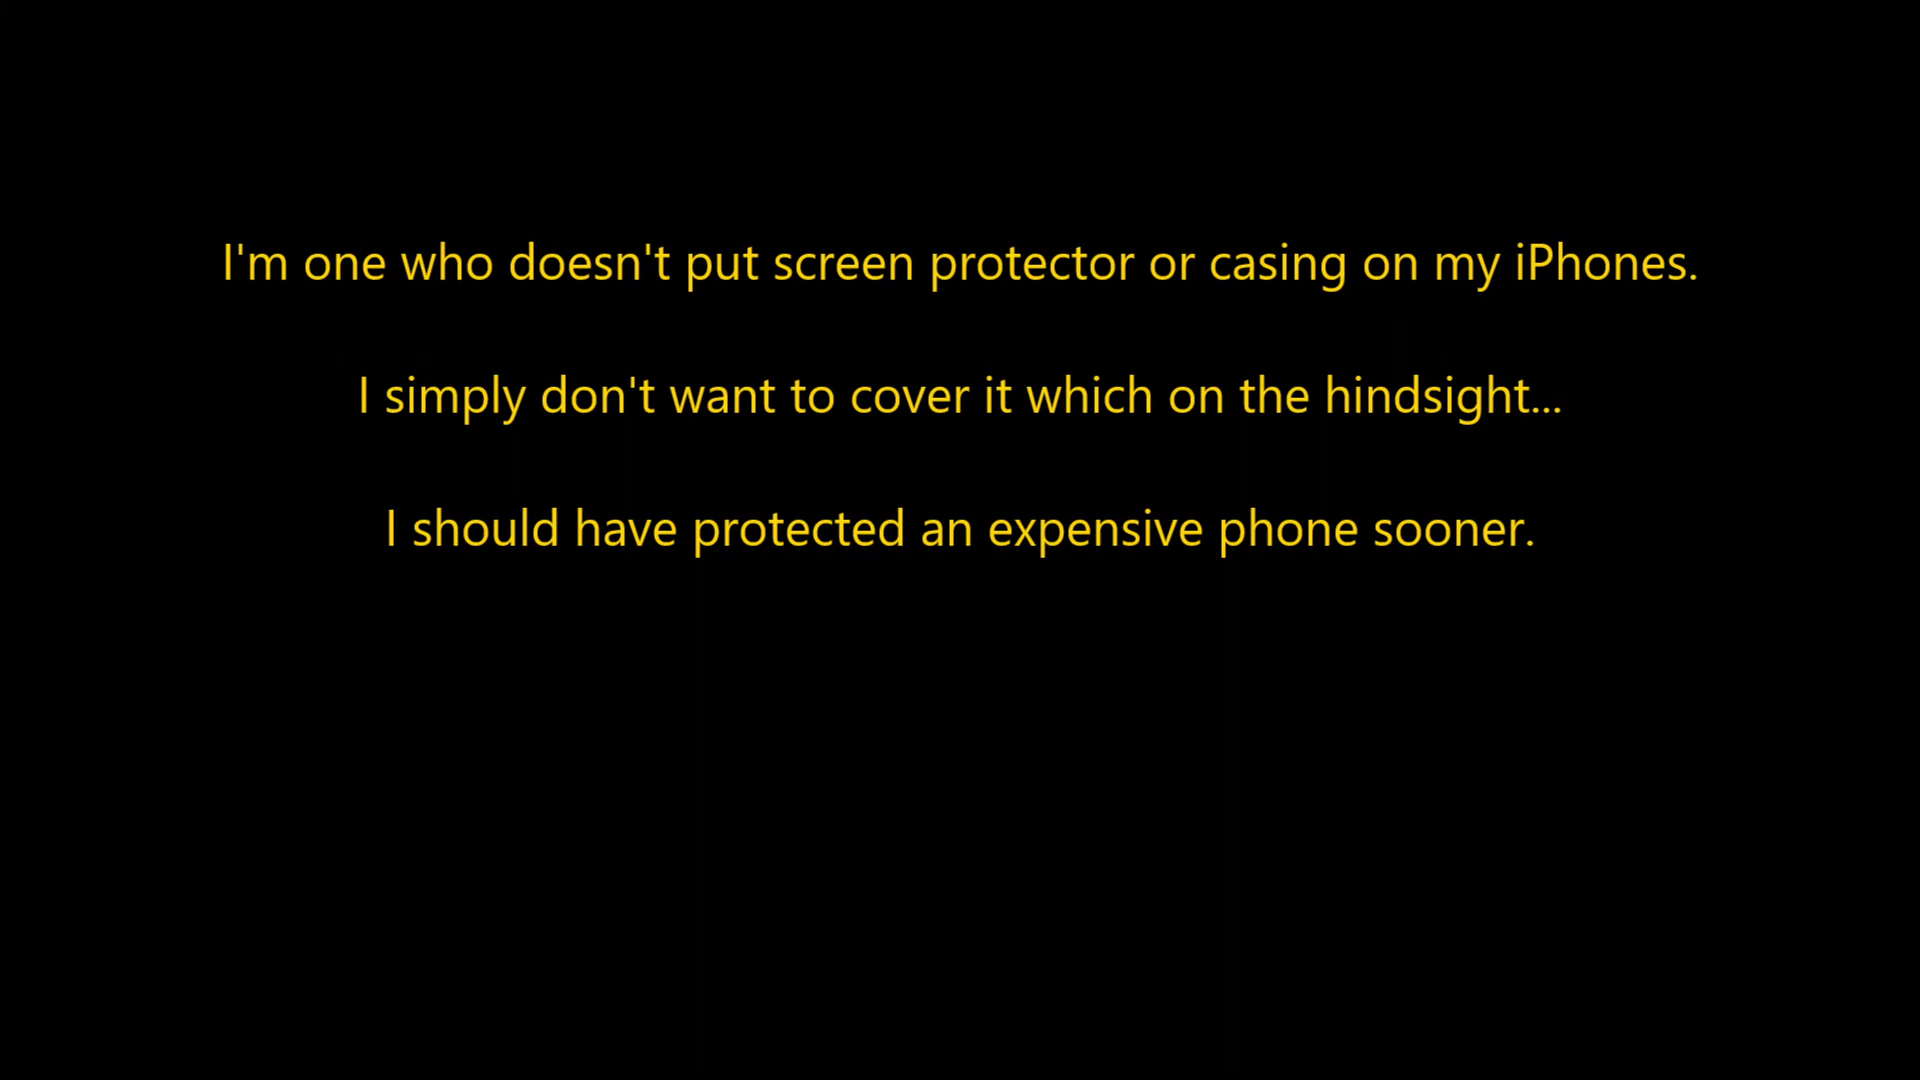 I'm one who doesn't put screen protector or casing on my iPhones.
I simply don't want to cover it which on the hindsight...
I should have protected an expensive phone sooner.